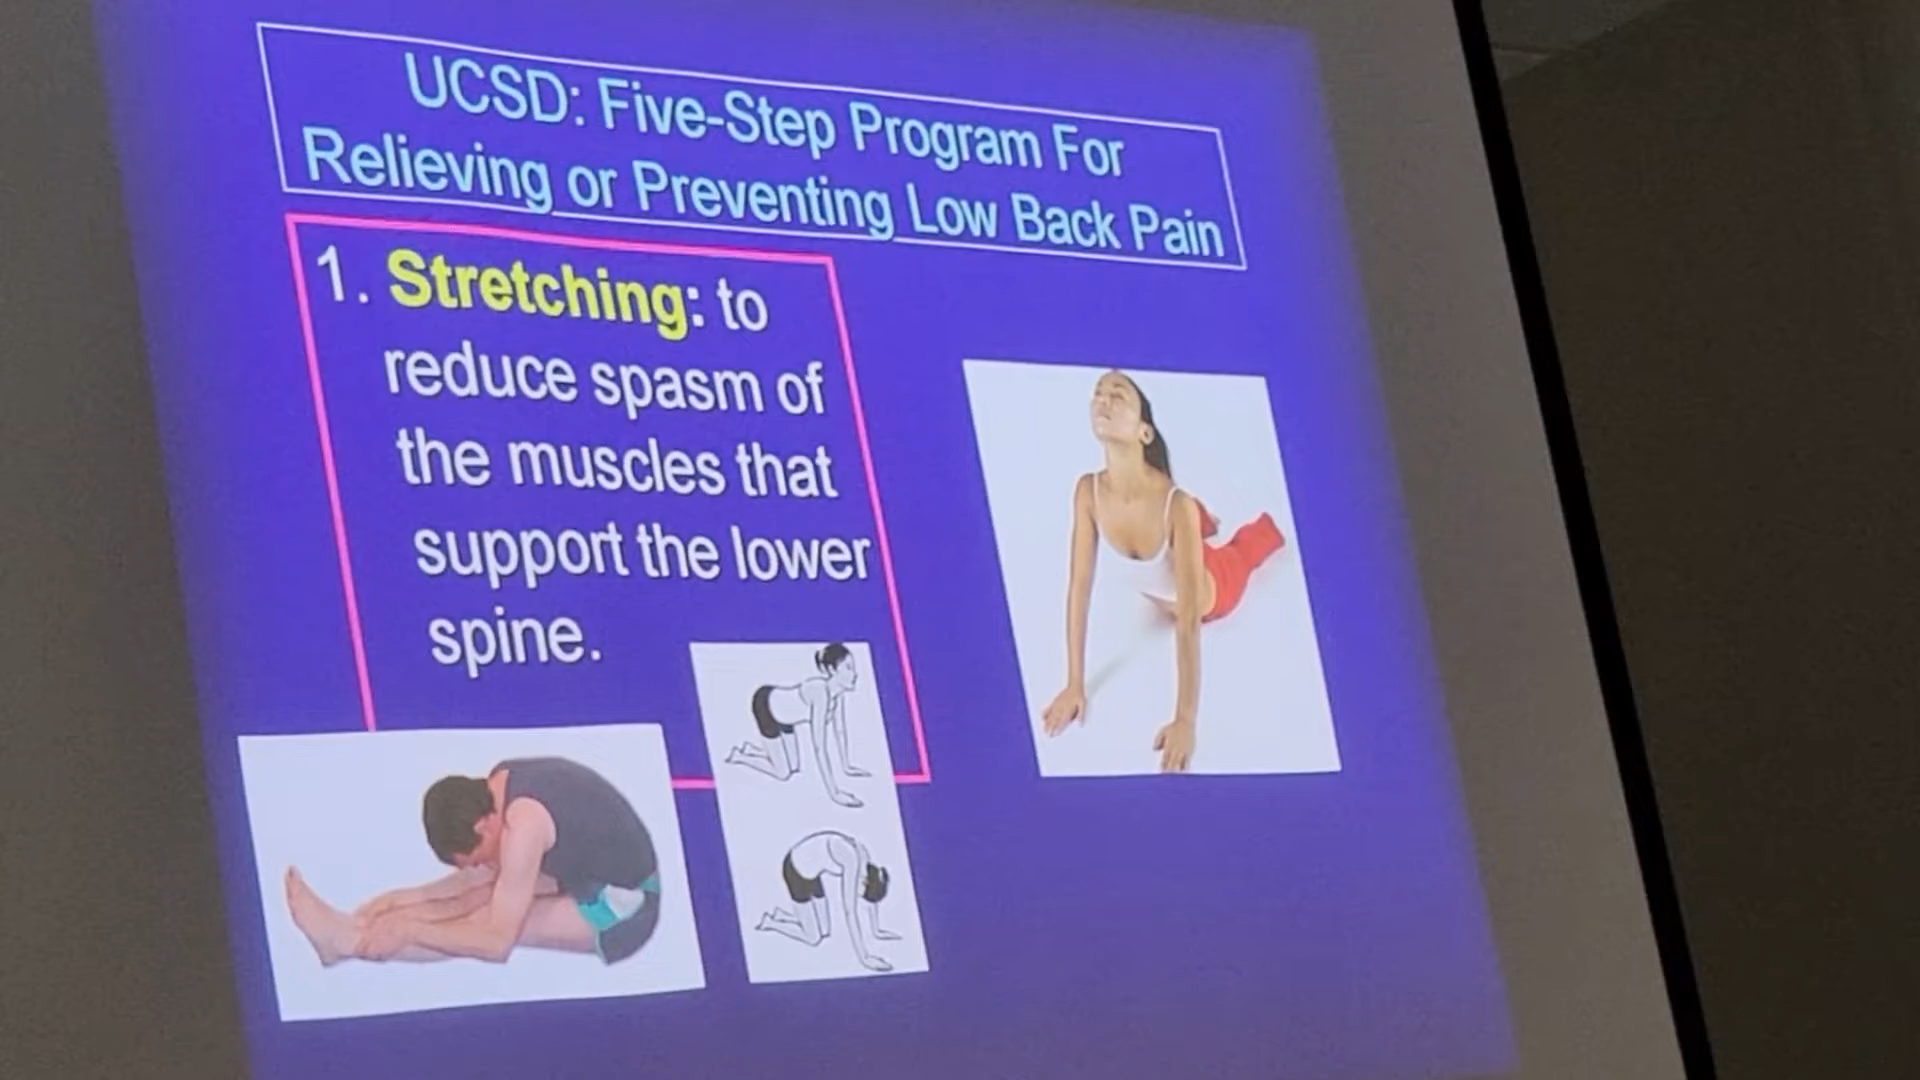 UCSD: Five-Step Program For
Relieving or Preventing Low Back Pain
1. Stretching: to
reduce spasm of
the muscles that
support the lower
spine.